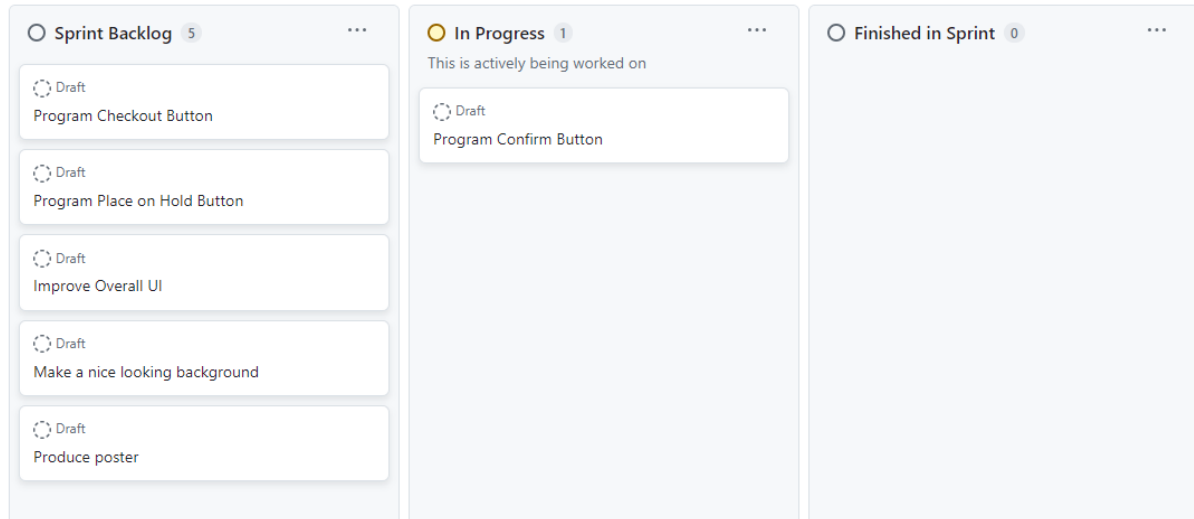 Sprint Backlog 5
Draft
Program Checkout Button
Draft
Program Place on Hold Button
Draft
Improve Overall UI
Draft
Make a nice looking background
Draft
Produce poster
In Progress 1
This is actively being worked on
Draft
Program Confirm Button
Finished in Sprint 0